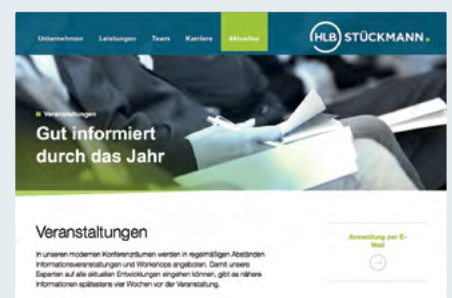 Unternehmen Leistungen Team Karriere Aktuelles
HLB STÜCKMANN.
Veranstaltungen
Gut informiert
durch das Jahr
Veranstaltungen
In unseren modernen Konferenzräumen werden in regelmäßigen Abständen
Informationsveranstaltungen und Workshops angeboten. Damit unsere
Experten auf alle aktuellen Entwicklungen eingehen können, gibt es nähere
Informationen spätestens vier Wochen vor der Veranstaltung.
Anmeldung per E-
Mail